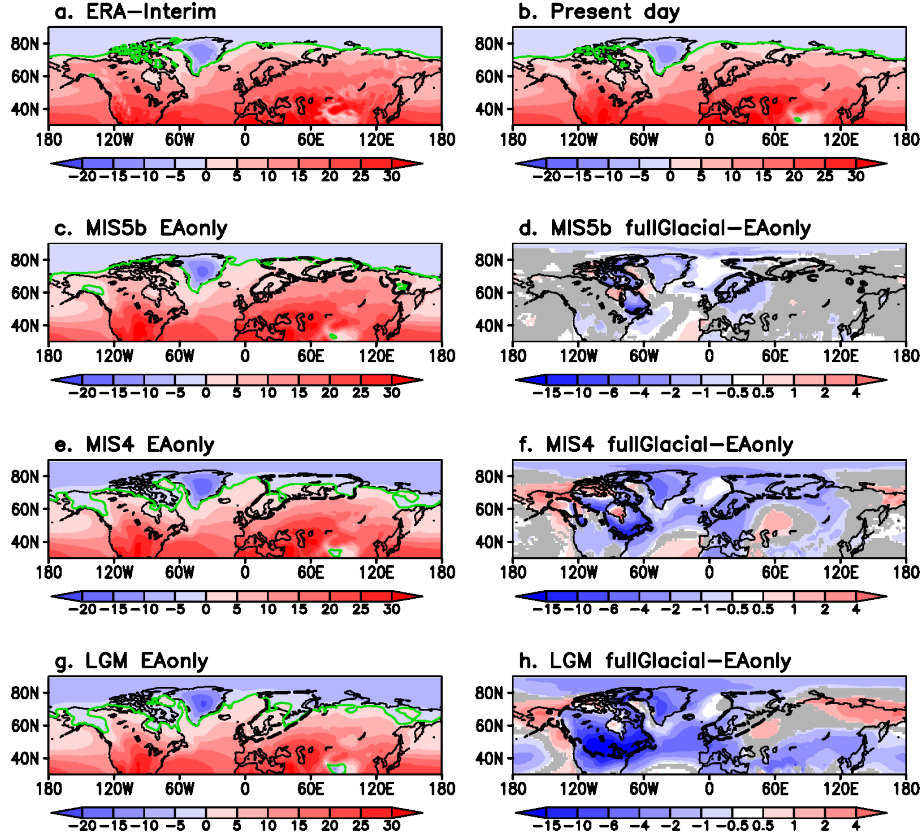 a. ERA−Interim
b. Present day
80N
60N
40N
180 120W 60W 0 60E 120E 180
−20 −15 −10 −5 0 5 10 15 20 25 30
80N
60N
40N
180 120W 60W 0 60E 120E 180
−20 −15 −10 −5 0 5 10 15 20 25 30
c. MIS5b EAonly
d. MIS5b fullGlacial−EAonly
80N
60N
40N
180 120W 60W 0 60E 120E 180
−20 −15 −10 −5 0 5 10 15 20 25 30
80N
60N
40N
180 120W 60W 0 60E 120E 180
−15 −10 −6 −4 −2 −1 −0.5 0.5 1 2 4
e. MIS4 EAonly
f. MIS4 fullGlacial−EAonly
80N
60N
40N
180 120W 60W 0 60E 120E 180
−20 −15 −10 −5 0 5 10 15 20 25 30
80N
60N
40N
180 120W 60W 0 60E 120E 180
−15 −10 −6 −4 −2 −1 −0.5 0.5 1 2 4
g. LGM EAonly
h. LGM fullGlacial−EAonly
80N
60N
40N
180 120W 60W 0 60E 120E 180
−20 −15 −10 −5 0 5 10 15 20 25 30
80N
60N
40N
180 120W 60W 0 60E 120E 180
−15 −10 −6 −4 −2 −1 −0.5 0.5 1 2 4